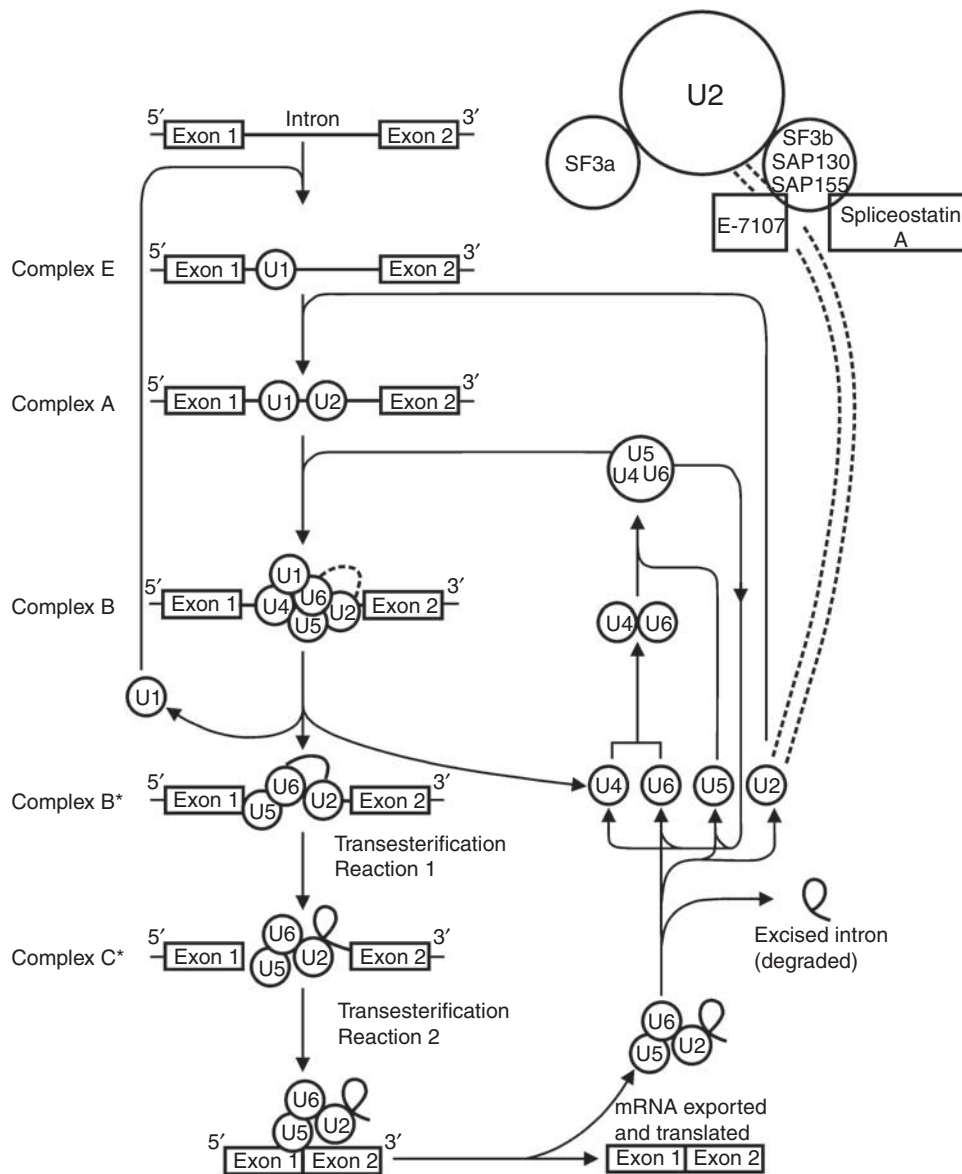 5′ Exon 1 Intron Exon 2 3′
U2
SF3a
SF3b
SAP130
SAP155
E-7107
Spliceostatin
A
Complex E
5′ Exon 1 U1 Exon 2 3′
Complex A
5′ Exon 1 U1 U2 Exon 2 3′
U5
U4 U6
Complex B
5′ Exon 1 U1 U4 U6 U5 U2 Exon 2 3′
U4 U6
U1
U4 U6 U5 U2
Complex B*
5′ Exon 1 U5 U6 U2 Exon 2 3′
Transesterification
Reaction 1
Complex C*
5′ Exon 1 U6 U5 U2 Exon 2 3′
Excised intron
(degraded)
Transesterification
Reaction 2
U6
U5 U2
U6
U5 U2
5′ Exon 1 Exon 2 3′
mRNA exported
and translated
Exon 1 Exon 2